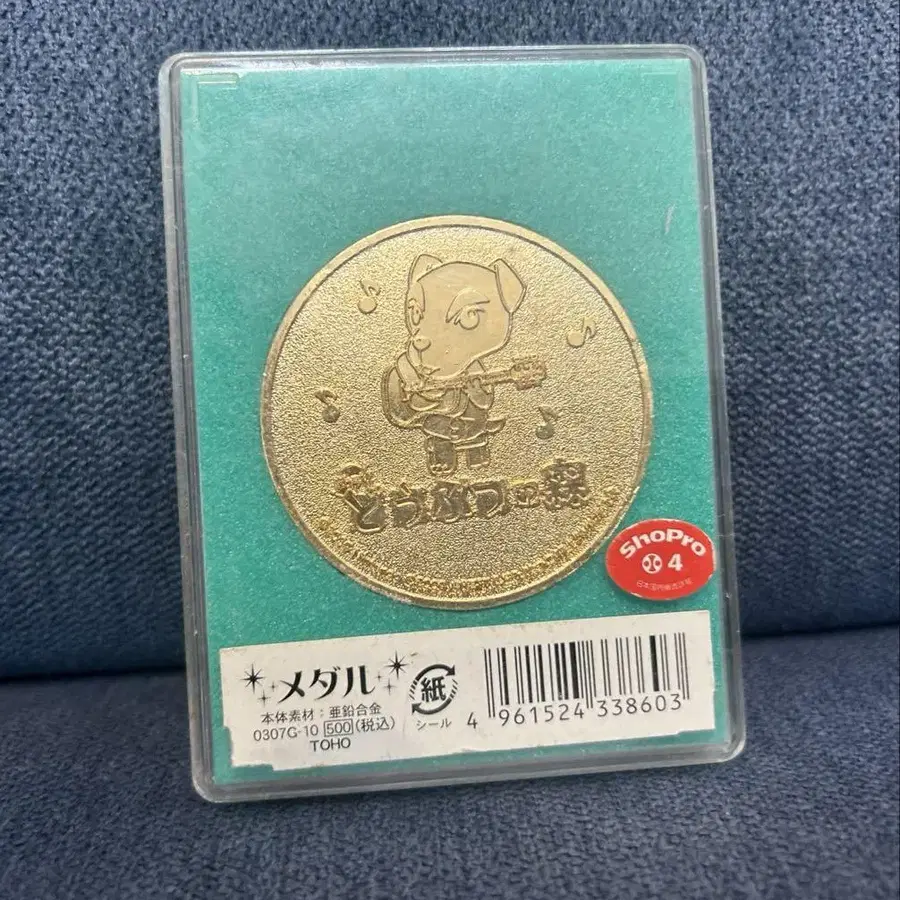 どうぶつの森
ShoPro
4
メダル
本体素材:亜鉛合金
0307G-10 500(税込)
TOHO
紙
シール
4 961524 338603